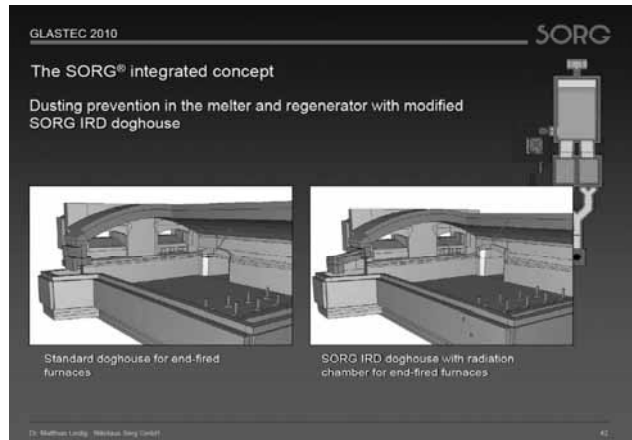 GLASTEC 2010
SORG
The SORG® integrated concept
Dusting prevention in the melter and regenerator with modified
SORG IRD doghouse
Standard doghouse for end-fired
furnaces
SORG IRD doghouse with radiation
chamber for end-fired furnaces
Dr. Matthias Lindig Nikolaus Sorg GmbH
42